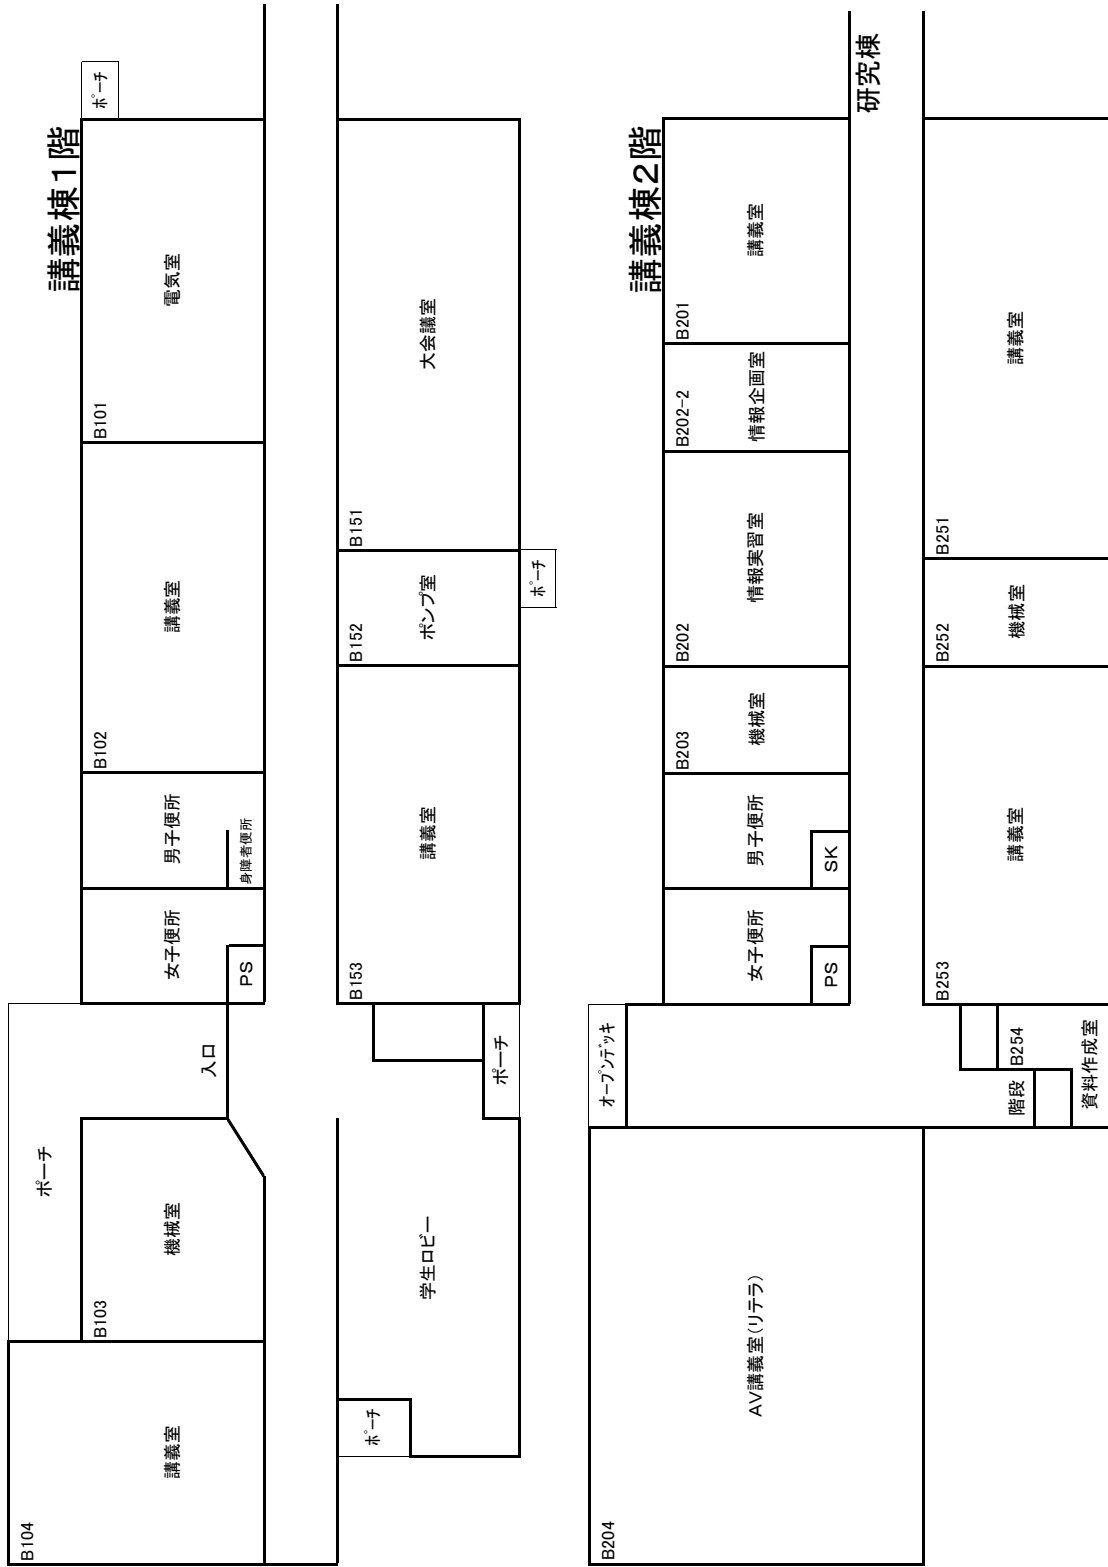 講義棟1階
B104
講義室
B103
機械室
ポーチ
入口
女子便所
PS
男子便所
身障者便所
B102
講義室
B101
電気室
ポーチ
ポーチ
学生ロビー
ポーチ
B153
講義室
B152
ポンプ室
ポーチ
B151
大会議室
講義棟2階
B204
AV講義室(リテラ)
オープンデッキ
女子便所
PS
男子便所
SK
B203
機械室
B202
情報実習室
B202-2
情報企画室
B201
講義室
研究棟
階段
B254
資料作成室
B253
講義室
B252
機械室
B251
講義室